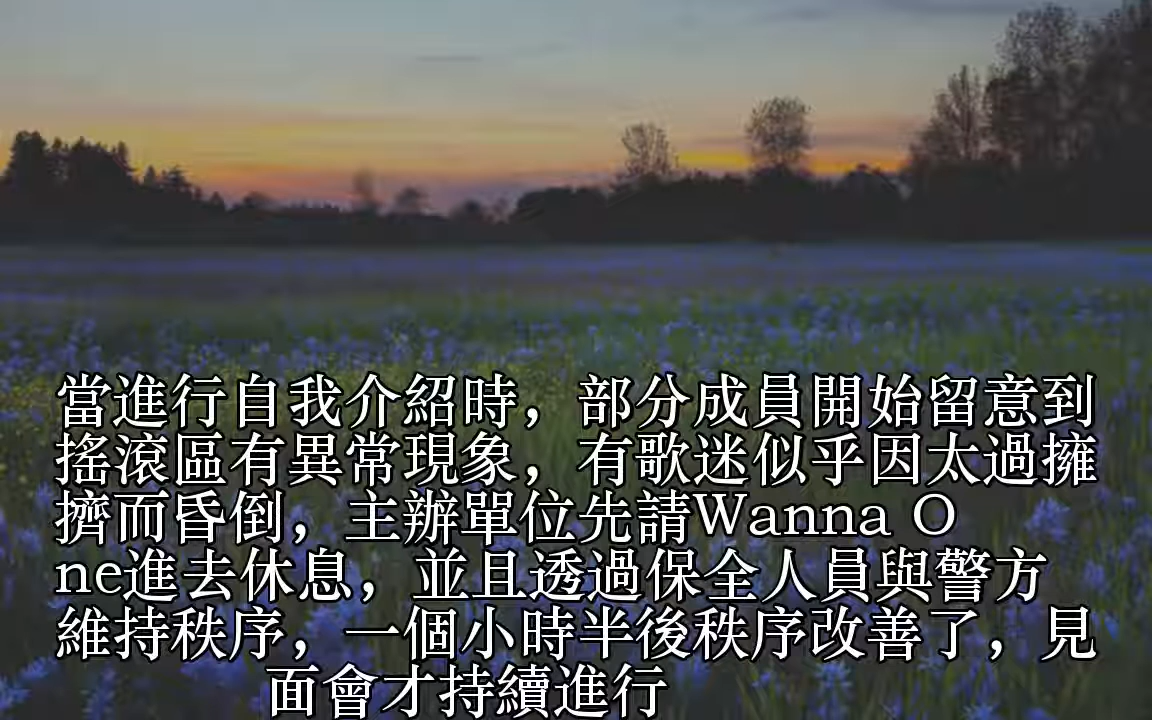 當進行自我介紹時，部分成員開始留意到
搖滾區有異常現象，有歌迷似乎因太過擁
擠而昏倒，主辦單位先請Wanna O
ne進去休息，並且透過保全人員與警方
維持秩序，一個小時半後秩序改善了，見
面會才持續進行